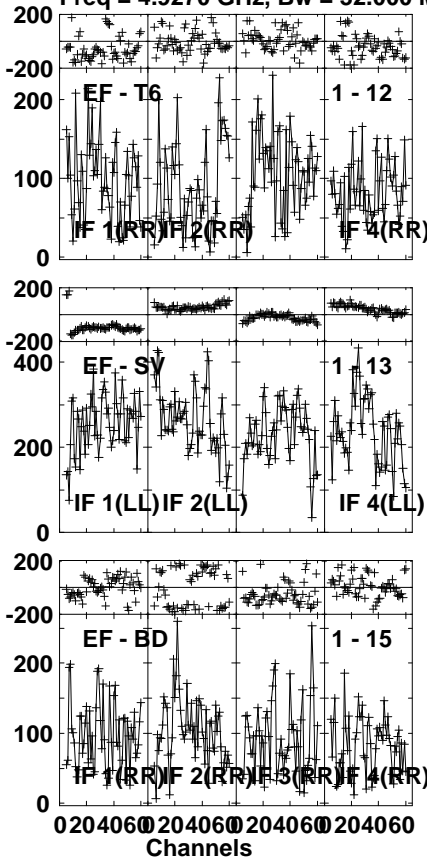 Freq = 4.9270 GHz, Bw = 32.000 M
200
-200
EF - T6 1 - 12
200
100
0
IF 1(RR) IF 2(RR) IF 4(RR)
200
-200
EF - SV 1 - 13
400
200
0
IF 1(LL) IF 2(LL) IF 4(LL)
200
-200
EF - BD 1 - 15
200
100
0
IF 1(RR) IF 2(RR) IF 3(RR) IF 4(RR)
0 20 40 60 0 20 40 60 0 20 40 60 0 20 40 60
Channels